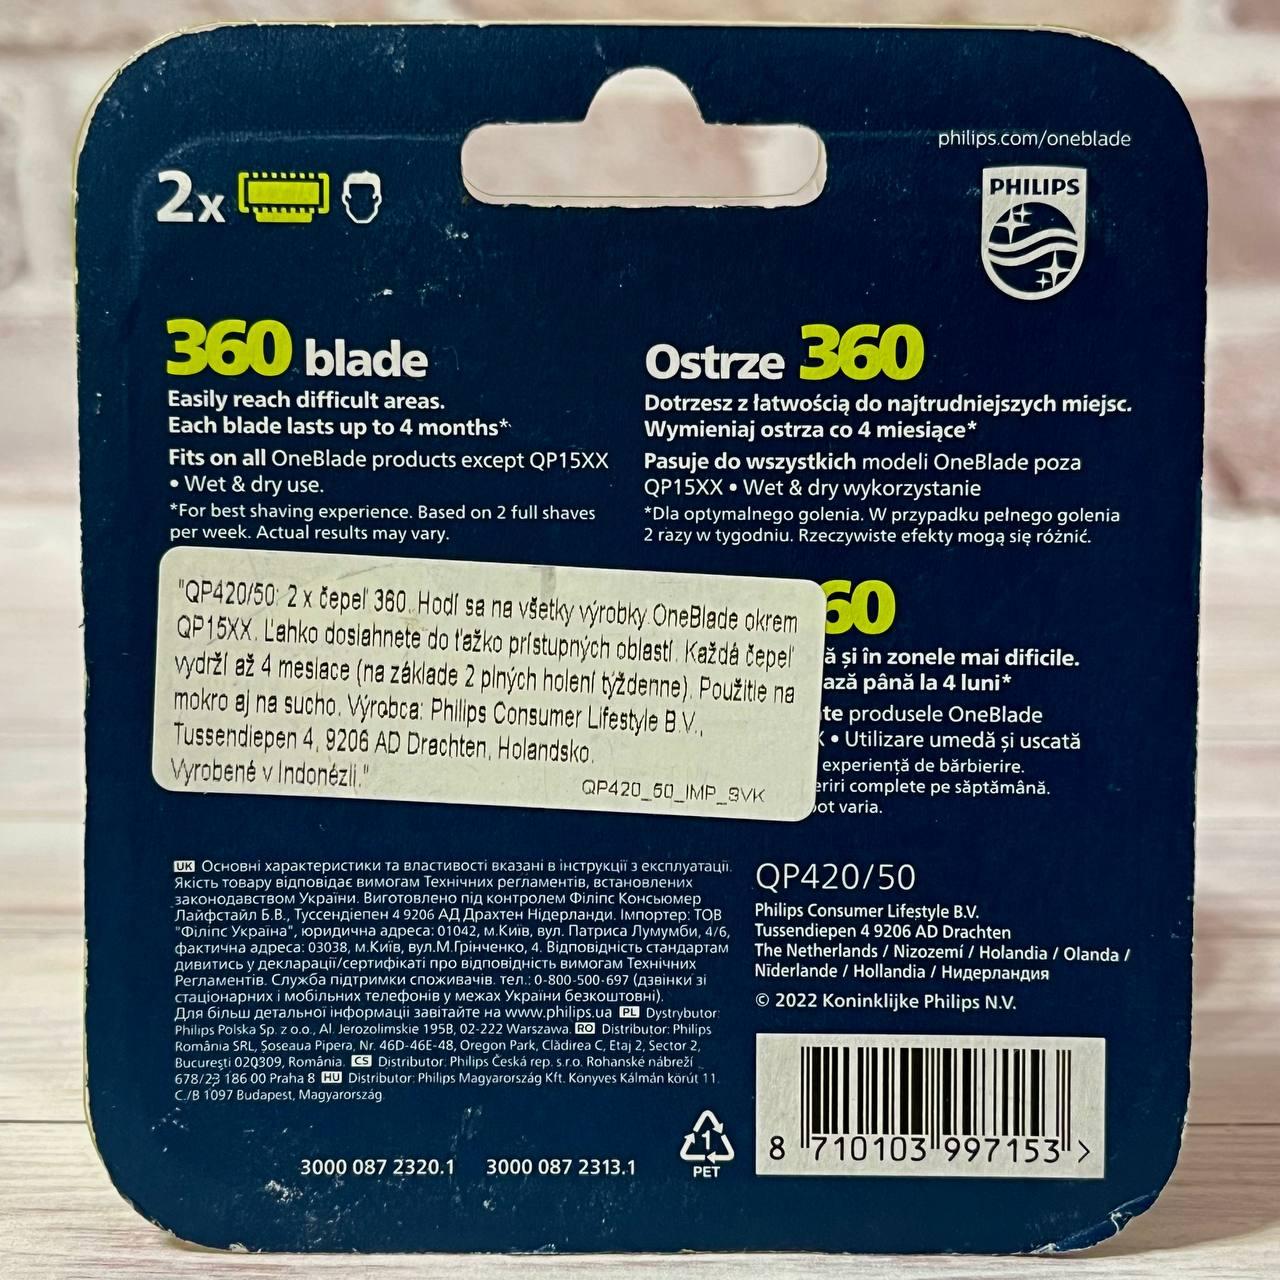 philips.com/oneblade
2x
PHILIPS
360 blade
Easily reach difficult areas.
Each blade lasts up to 4 months*
Fits on all OneBlade products except QP15XX
• Wet & dry use.
*For best shaving experience. Based on 2 full shaves
per week. Actual results may vary.
Ostrze 360
Dotrzesz z łatwością do najtrudniejszych miejsc.
Wymieniaj ostrza co 4 miesiące*
Pasuje do wszystkich modeli OneBlade poza
QP15XX • Wet & dry wykorzystanie
*Dla optymalnego golenia. W przypadku pełnego golenia
2 razy w tygodniu. Rzeczywiste efekty mogą się różnić.
"QP420/50: 2 x čepeľ 360. Hodí sa na všetky výrobky OneBlade okrem
QP15XX. Ľahko dosiahnete do ťažko prístupných oblastí. Každá čepeľ
vydrží až 4 mesiace (na základe 2 plných holení týždenne). Použitie na
mokro aj na sucho. Výrobca: Philips Consumer Lifestyle B.V.,
Tussendiepen 4, 9206 AD Drachten, Holandsko.
Vyrobené v Indonézii."
QP420_50_IMP_SVK
60
ă și în zonele mai dificile.
ază până la 4 luni*
te produsele OneBlade
X • Utilizare umedă și uscată
experiență de bărbierire.
eriri complete pe săptămână.
ot varia.
UK Основні характеристики та властивості вказані в інструкції з експлуатації.
Якість товару відповідає вимогам Технічних регламентів, встановлених
законодавством України. Виготовлено під контролем Філіпс Консьюмер
Лайфстайл Б.В., Туссендієпен 4 9206 АД Драхтен Нідерланди. Імпортер: ТОВ
"Філіпс Україна", юридична адреса: 01042, м.Київ, вул. Патриса Лумумби, 4/6,
фактична адреса: 03038, м.Київ, вул.М.Грінченко, 4. Відповідність стандартам
дивитись у декларації/сертифікаті про відповідність вимогам Технічних
Регламентів. Служба підтримки споживачів. тел.: 0-800-500-697 (дзвінки зі
стаціонарних і мобільних телефонів у межах України безкоштовні).
Для більш детальної інформації завітайте на www.philips.ua PL Dystrybutor:
Philips Polska Sp. z o.o., Al. Jerozolimskie 195B, 02-222 Warszawa. RO Distributor: Philips
România SRL, Șoseaua Pipera, Nr. 46D-46E-48, Oregon Park, Clădirea C, Etaj 2, Sector 2,
București 020309, România. CS Distributor: Philips Česká rep. s.r.o. Rohanské nábřeží
678/23 186 00 Praha 8 HU Distributor: Philips Magyarország Kft. Könyves Kálmán körút 11.
C./B 1097 Budapest, Magyarország.
QP420/50
Philips Consumer Lifestyle B.V.
Tussendiepen 4 9206 AD Drachten
The Netherlands / Nizozemí / Holandia / Olanda /
Niderlande / Hollandia / Нидерландия
© 2022 Koninklijke Philips N.V.
3000 087 2320.1 3000 087 2313.1
1
PET
8 710103 997153 >